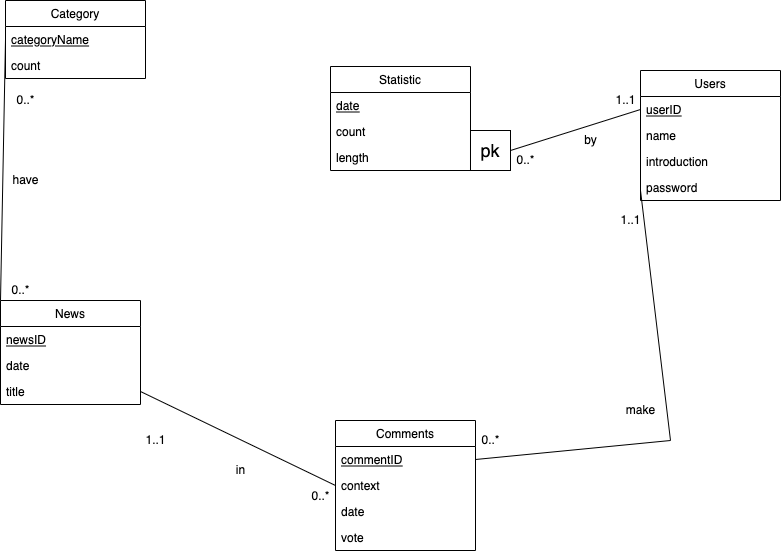 Category
categoryName
count
0..*
have
0..*
News
newsID
date
title
1..1
in
0..*
Statistic
date
count
length
pk
0..*
by
1..1
Users
userID
name
introduction
password
1..1
make
0..*
Comments
commentID
context
date
vote